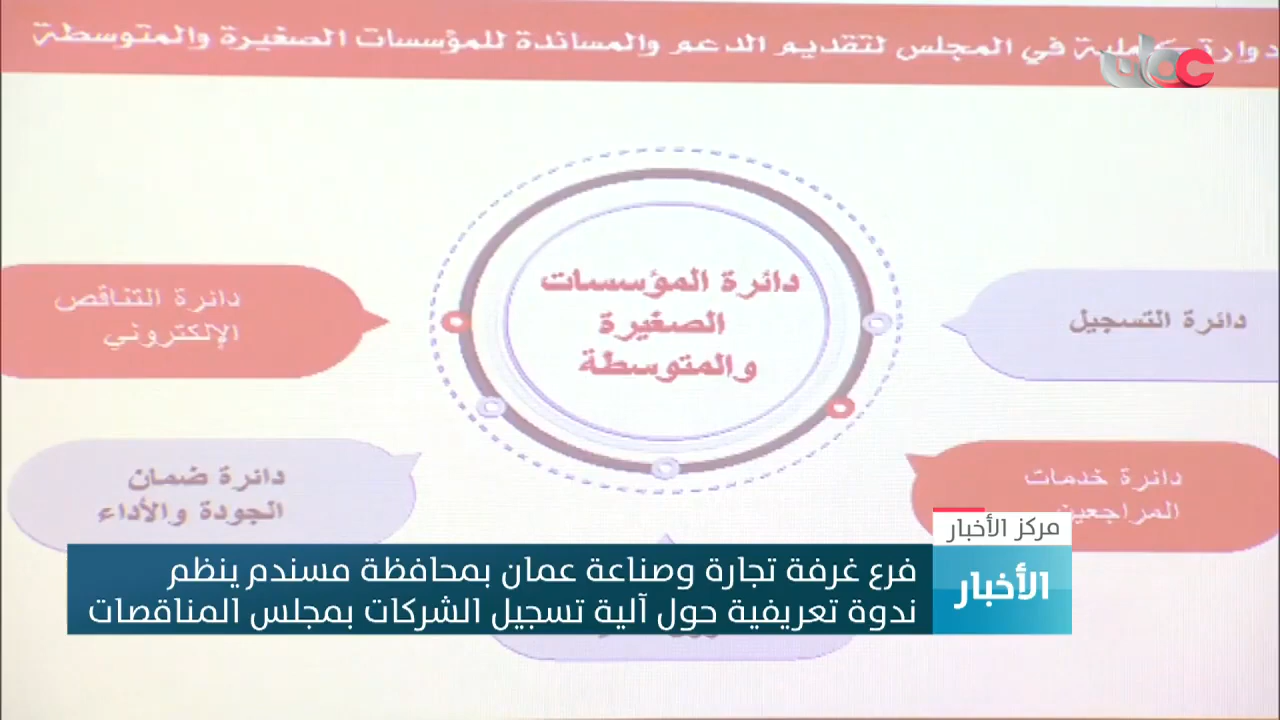 في المجلس لتقديم الدعم والمساندة للمؤسسات الصغيرة والمتوسطة
دائرة المؤسسات
الصغيرة
والمتوسطة
دائرة التسجيل
دائرة التناقص
الإلكتروني
دائرة خدمات
المراجعين
دائرة ضمان
الجودة والأداء
مركز الأخبار
الأخبار
فرع غرفة تجارة وصناعة عمان بمحافظة مسندم ينظم
ندوة تعريفية حول آلية تسجيل الشركات بمجلس المناقصات